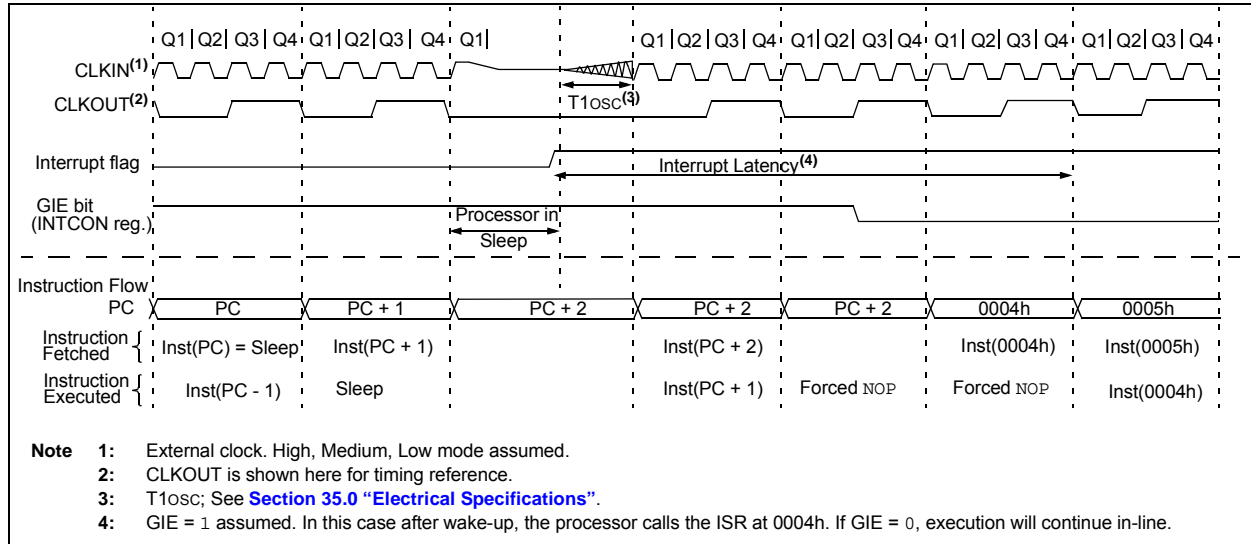 Q1| Q2| Q3| Q4 Q1| Q2| Q3| Q4 Q1| Q1| Q2| Q3| Q4 Q1| Q2| Q3| Q4 Q1| Q2| Q3| Q4 Q1| Q2| Q3| Q4
CLKIN(1)
CLKOUT(2)
T1OSC(3)
Interrupt flag
Interrupt Latency(4)
GIE bit
(INTCON reg.)
Processor in
Sleep
Instruction Flow
PC PC PC + 1 PC + 2 PC + 2 PC + 2 0004h 0005h
Instruction
Fetched { Inst(PC) = Sleep Inst(PC + 1) Inst(PC + 2) Inst(0004h) Inst(0005h)
Instruction
Executed { Inst(PC - 1) Sleep Inst(PC + 1) Forced NOP Forced NOP Inst(0004h)
Note 1: External clock. High, Medium, Low mode assumed.
2: CLKOUT is shown here for timing reference.
3: T1OSC; See Section 35.0 “Electrical Specifications”.
4: GIE = 1 assumed. In this case after wake-up, the processor calls the ISR at 0004h. If GIE = 0, execution will continue in-line.